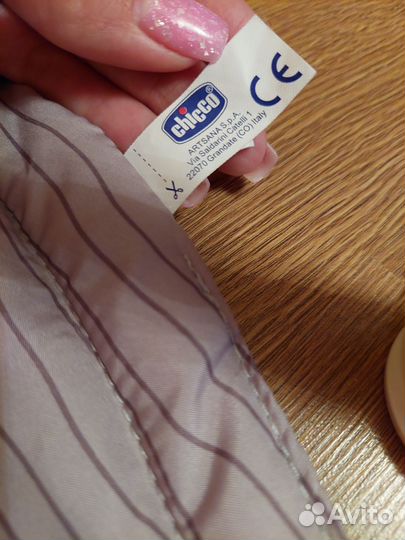 chicco
ARTSANA S.p.A.
Via Saldarini Catelli 1
22070 Grandate (CO) Italy
CE
Avito